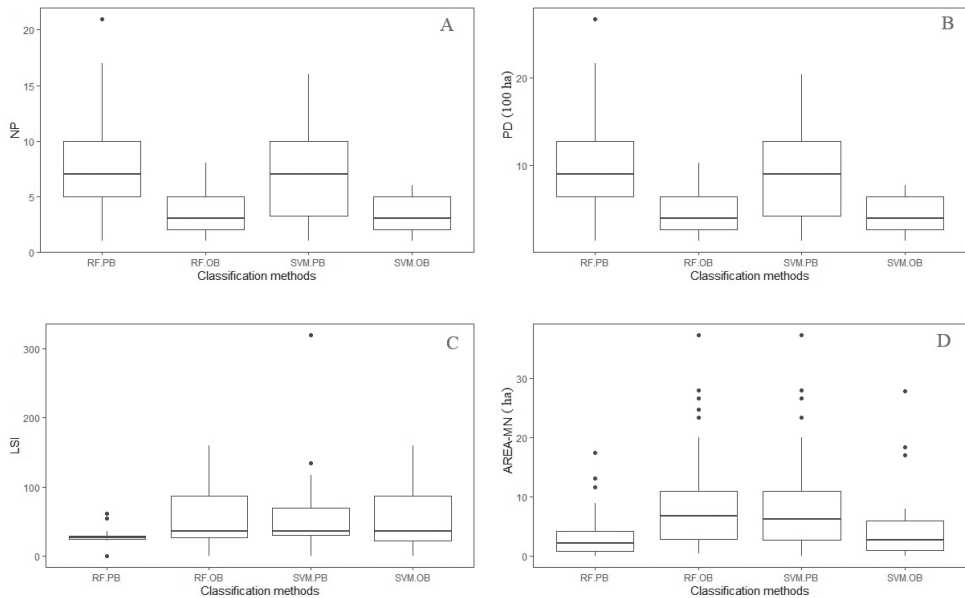 A
20
15
10
5
0
NP
RF.PB RF.OB SVM.PB SVM.OB
Classification methods
B
20
10
PD (100 ha)
RF.PB RF.OB SVM.PB SVM.OB
Classification methods
C
300
200
100
0
LSI
RF.PB RF.OB SVM.PB SVM.OB
Classification methods
D
30
20
10
0
AREA-MN ( ha)
RF.PB RF.OB SVM.PB SVM.OB
Classification methods